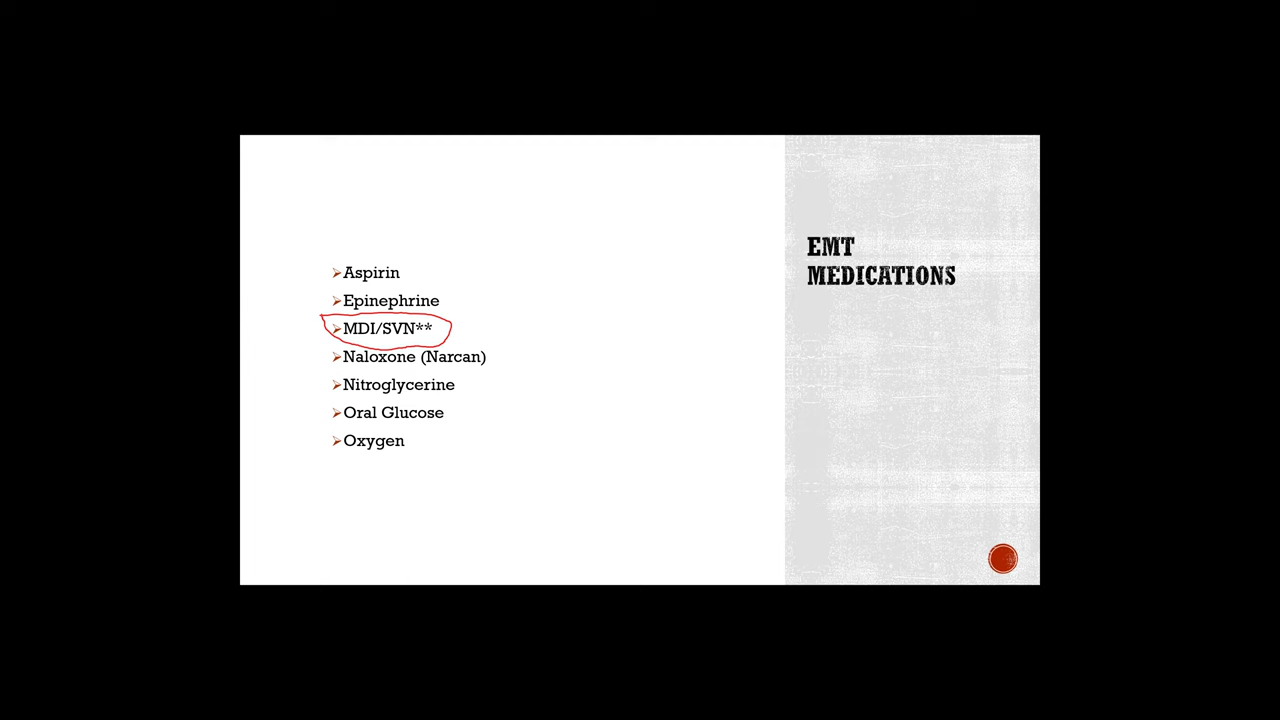 Aspirin
Epinephrine
MDI/SVN**
Naloxone (Narcan)
Nitroglycerine
Oral Glucose
Oxygen
EMT
MEDICATIONS